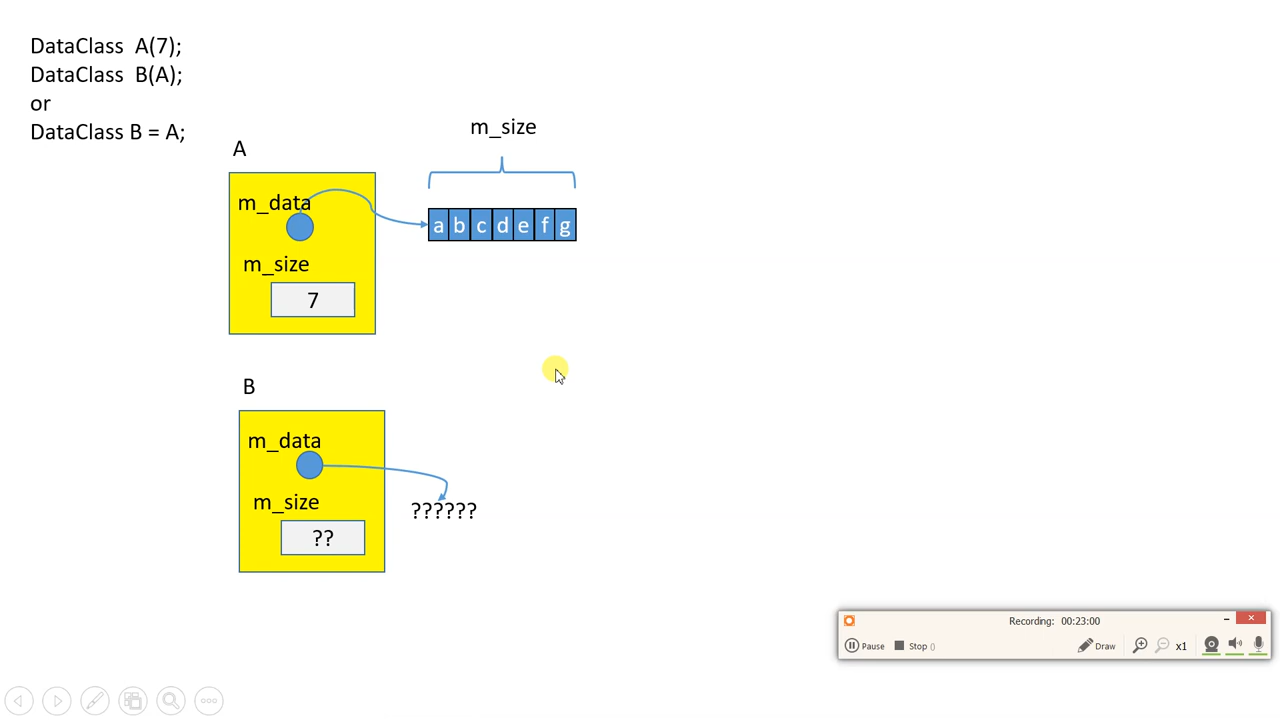 DataClass  A(7);
DataClass  B(A);
or
DataClass B = A;
A
m_size
m_data
a b c d e f g
m_size
7
B
m_data
m_size
??????
??
Recording:  00:23:00
Pause  Stop ()  Draw  x1